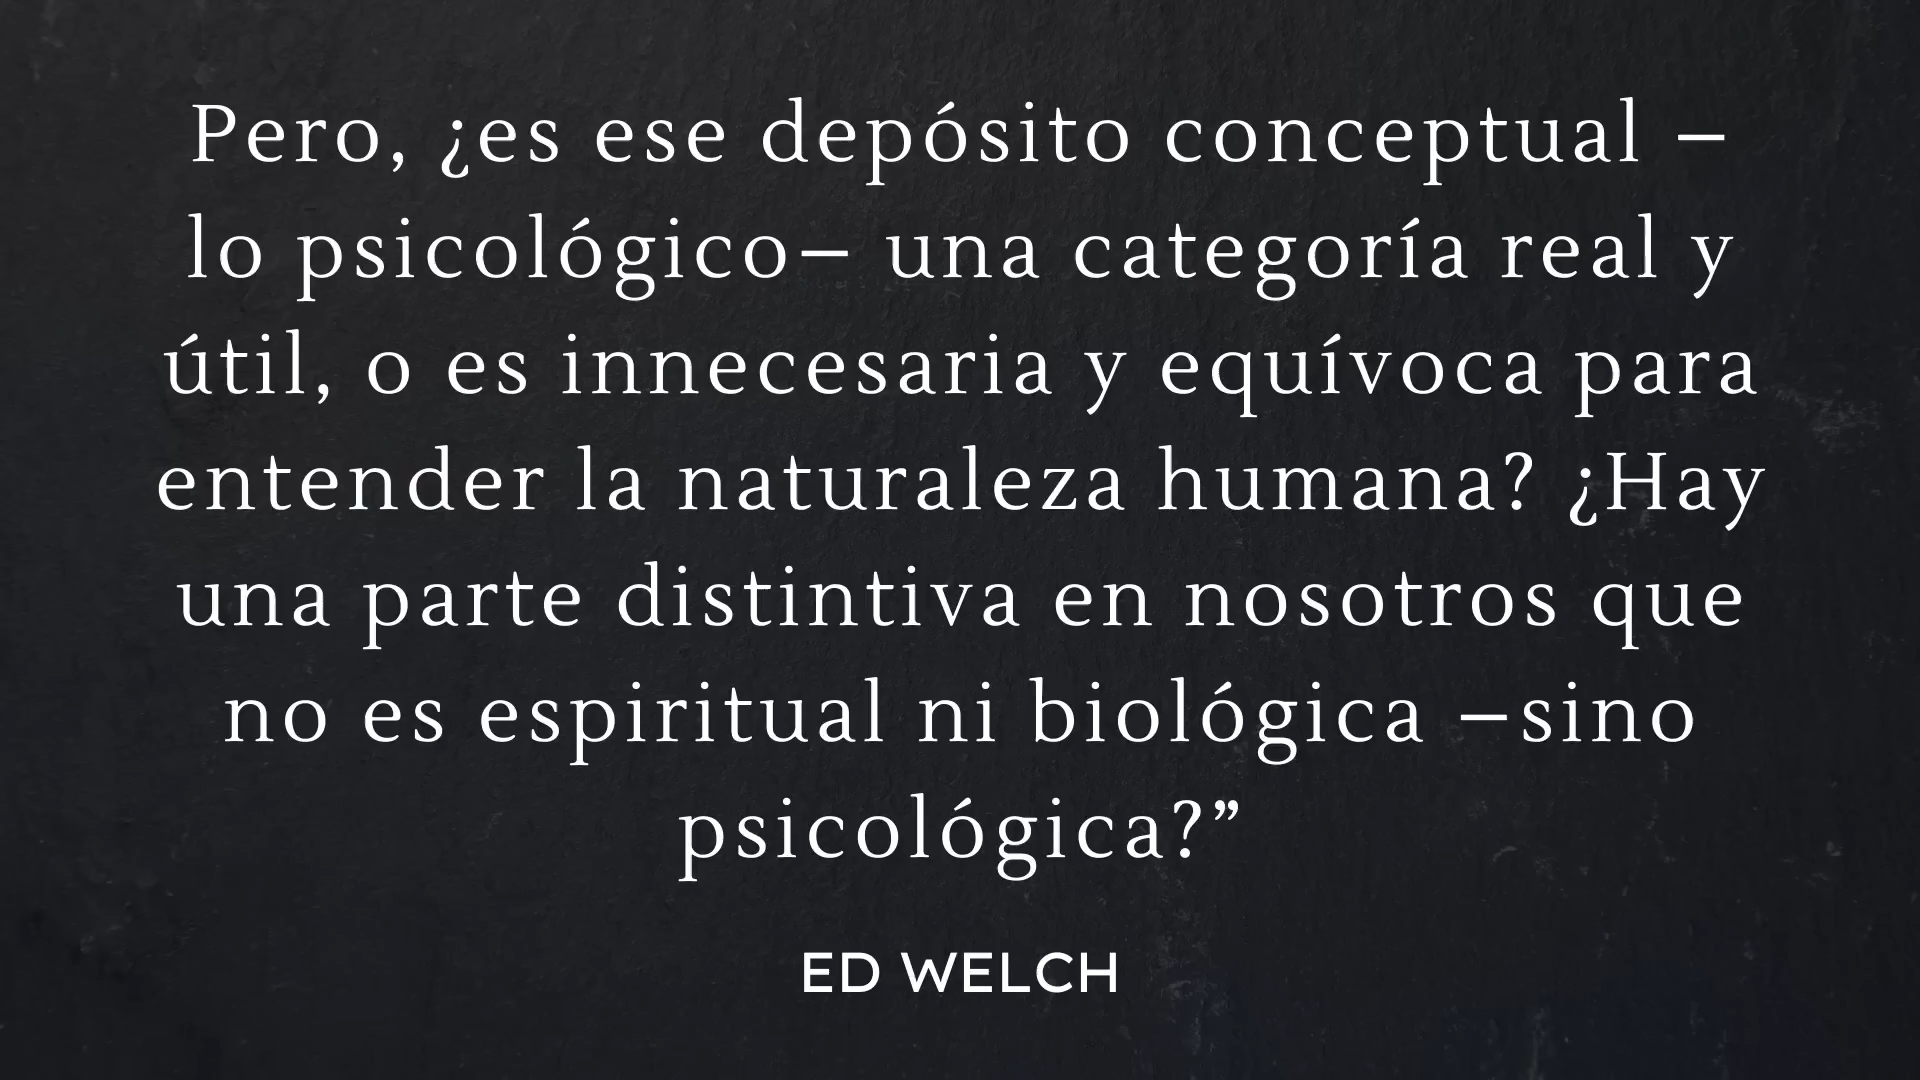 Pero, ¿es ese depósito conceptual –
lo psicológico– una categoría real y
útil, o es innecesaria y equívoca para
entender la naturaleza humana? ¿Hay
una parte distintiva en nosotros que
no es espiritual ni biológica –sino
psicológica?”
ED WELCH